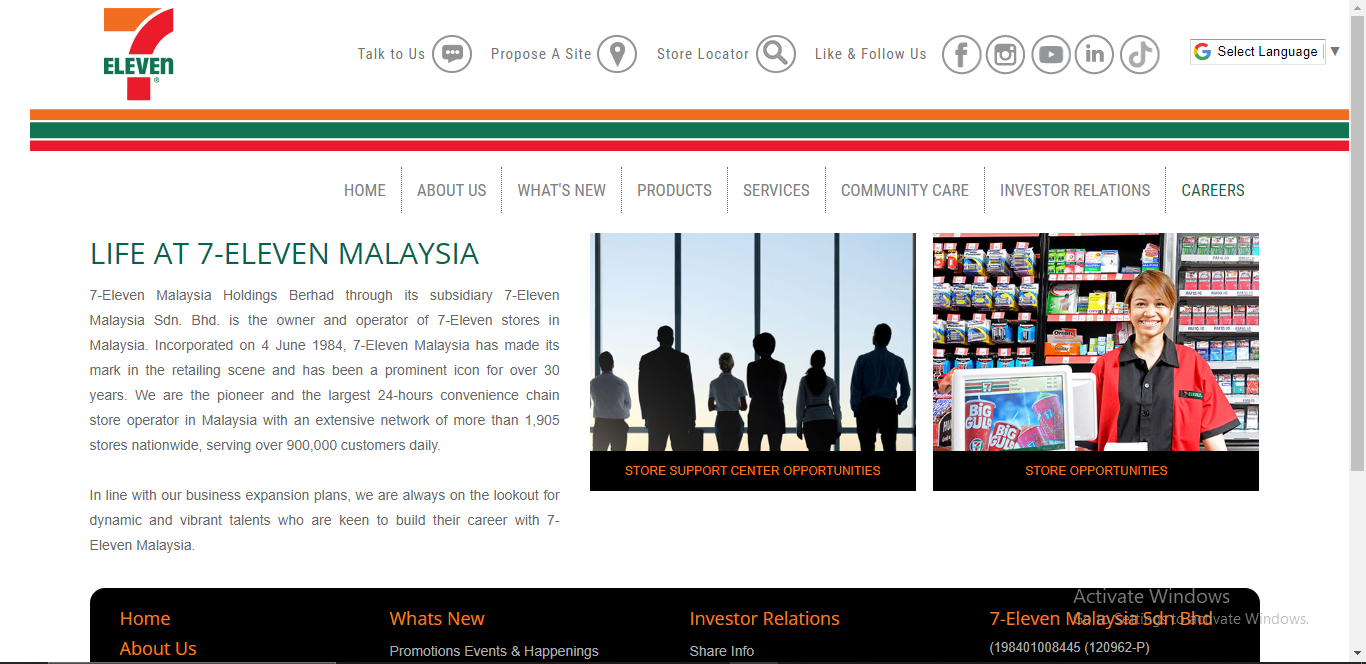 7
ELEVEn
®
Talk to Us
Propose A Site
Store Locator
Like & Follow Us
Select Language ▼
HOME
ABOUT US
WHAT'S NEW
PRODUCTS
SERVICES
COMMUNITY CARE
INVESTOR RELATIONS
CAREERS
LIFE AT 7-ELEVEN MALAYSIA
7-Eleven Malaysia Holdings Berhad through its subsidiary 7-Eleven
Malaysia Sdn. Bhd. is the owner and operator of 7-Eleven stores in
Malaysia. Incorporated on 4 June 1984, 7-Eleven Malaysia has made its
mark in the retailing scene and has been a prominent icon for over 30
years. We are the pioneer and the largest 24-hours convenience chain
store operator in Malaysia with an extensive network of more than 1,905
stores nationwide, serving over 900,000 customers daily.
In line with our business expansion plans, we are always on the lookout for
dynamic and vibrant talents who are keen to build their career with 7-
Eleven Malaysia.
BIG
GULP
BIG
GULP
STORE SUPPORT CENTER OPPORTUNITIES
STORE OPPORTUNITIES
Home
About Us
Whats New
Promotions Events & Happenings
Investor Relations
Share Info
7-Eleven Malaysia Sdn Bhd
(198401008445 (120962-P)
Activate Windows
Go to Settings to activate Windows.